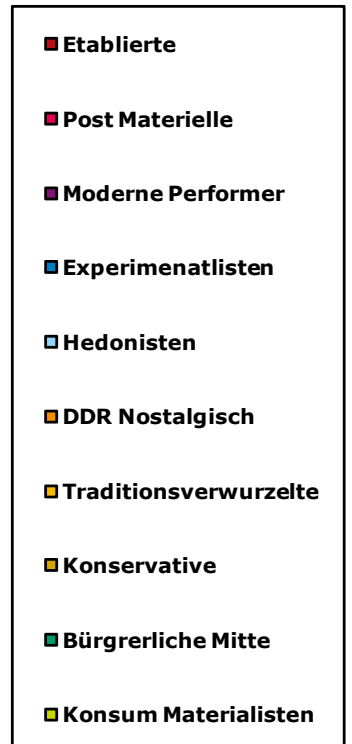 Etablierte
Post Materielle
Moderne Performer
Experimenatlisten
Hedonisten
DDR Nostalgisch
Traditionsverwurzelte
Konservative
Bürgrerliche Mitte
Konsum Materialisten